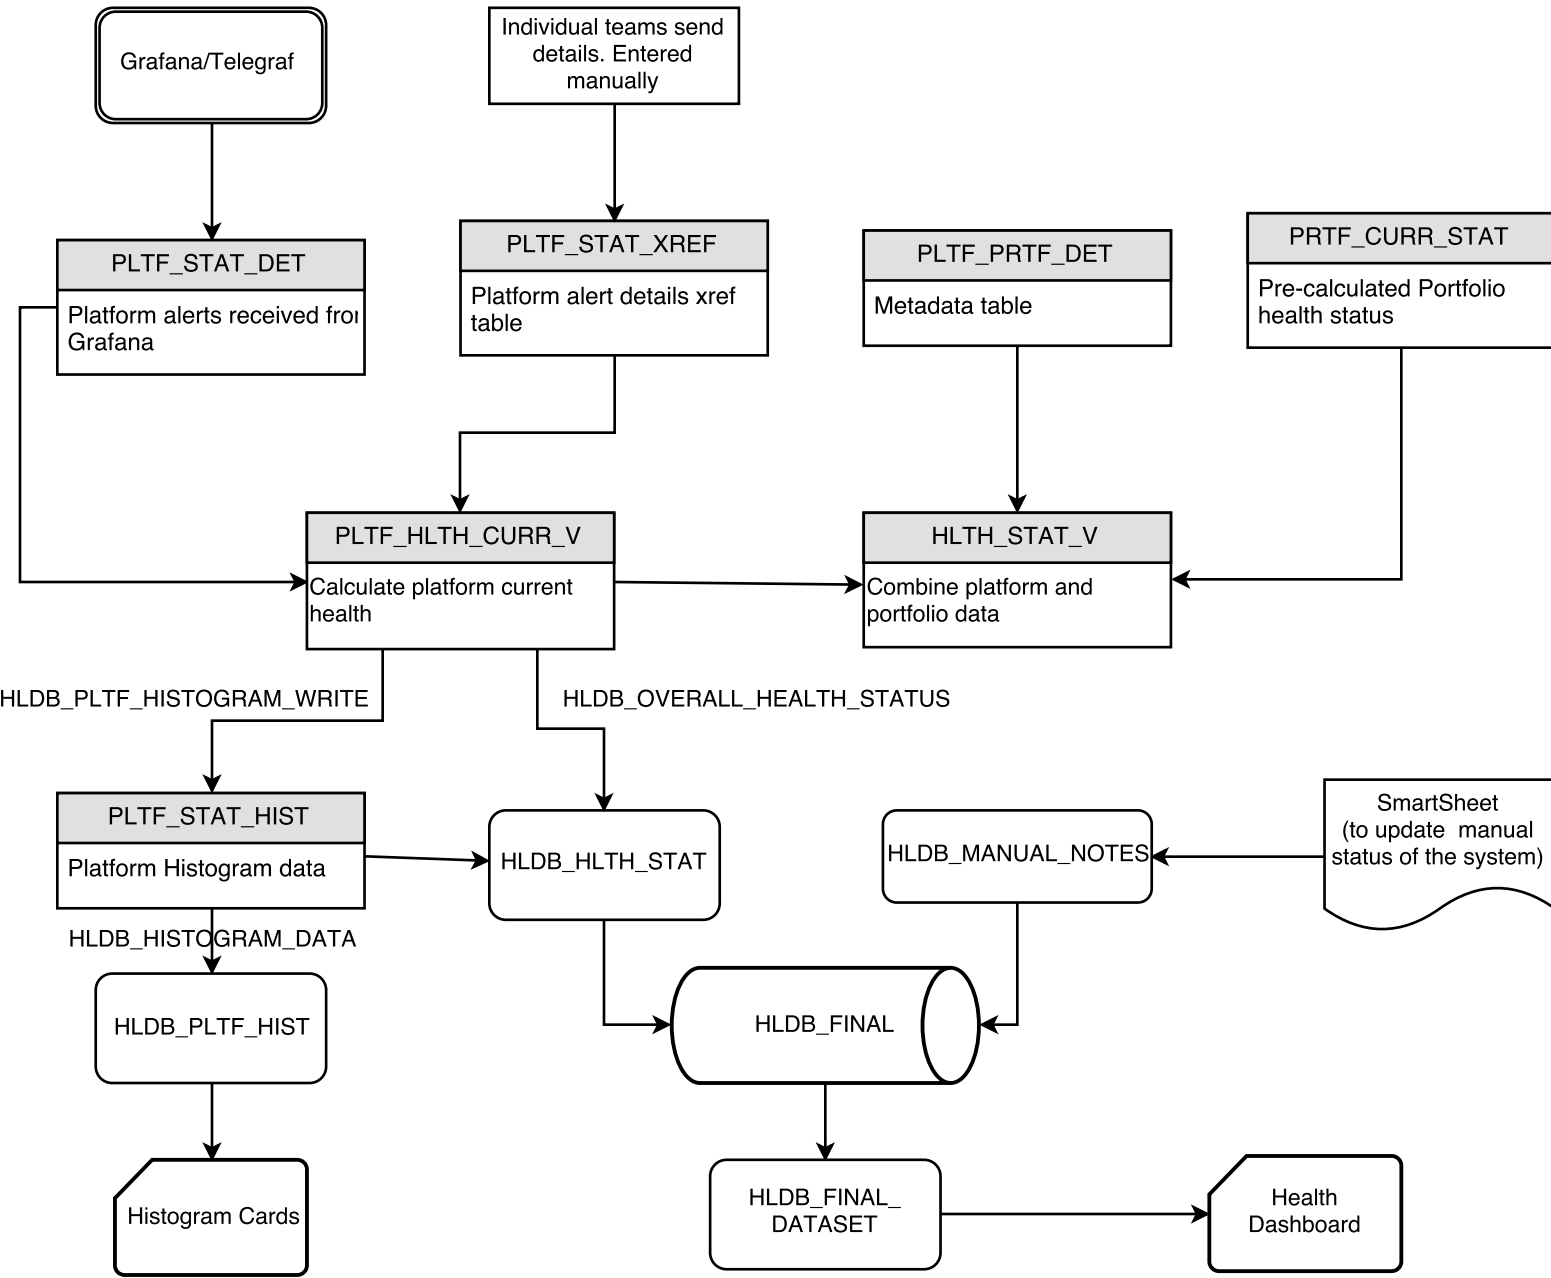 Grafana/Telegraf
Individual teams send
details. Entered
manually
PLTF_STAT_DET
Platform alerts received from
Grafana
PLTF_STAT_XREF
Platform alert details xref
table
PLTF_PRTF_DET
Metadata table
PRTF_CURR_STAT
Pre-calculated Portfolio
health status
PLTF_HLTH_CURR_V
Calculate platform current
health
HLTH_STAT_V
Combine platform and
portfolio data
HLDB_PLTF_HISTOGRAM_WRITE
HLDB_OVERALL_HEALTH_STATUS
PLTF_STAT_HIST
Platform Histogram data
HLDB_HLTH_STAT
HLDB_MANUAL_NOTES
SmartSheet
(to update  manual
status of the system)
HLDB_HISTOGRAM_DATA
HLDB_PLTF_HIST
HLDB_FINAL
Histogram Cards
HLDB_FINAL_
DATASET
Health
Dashboard